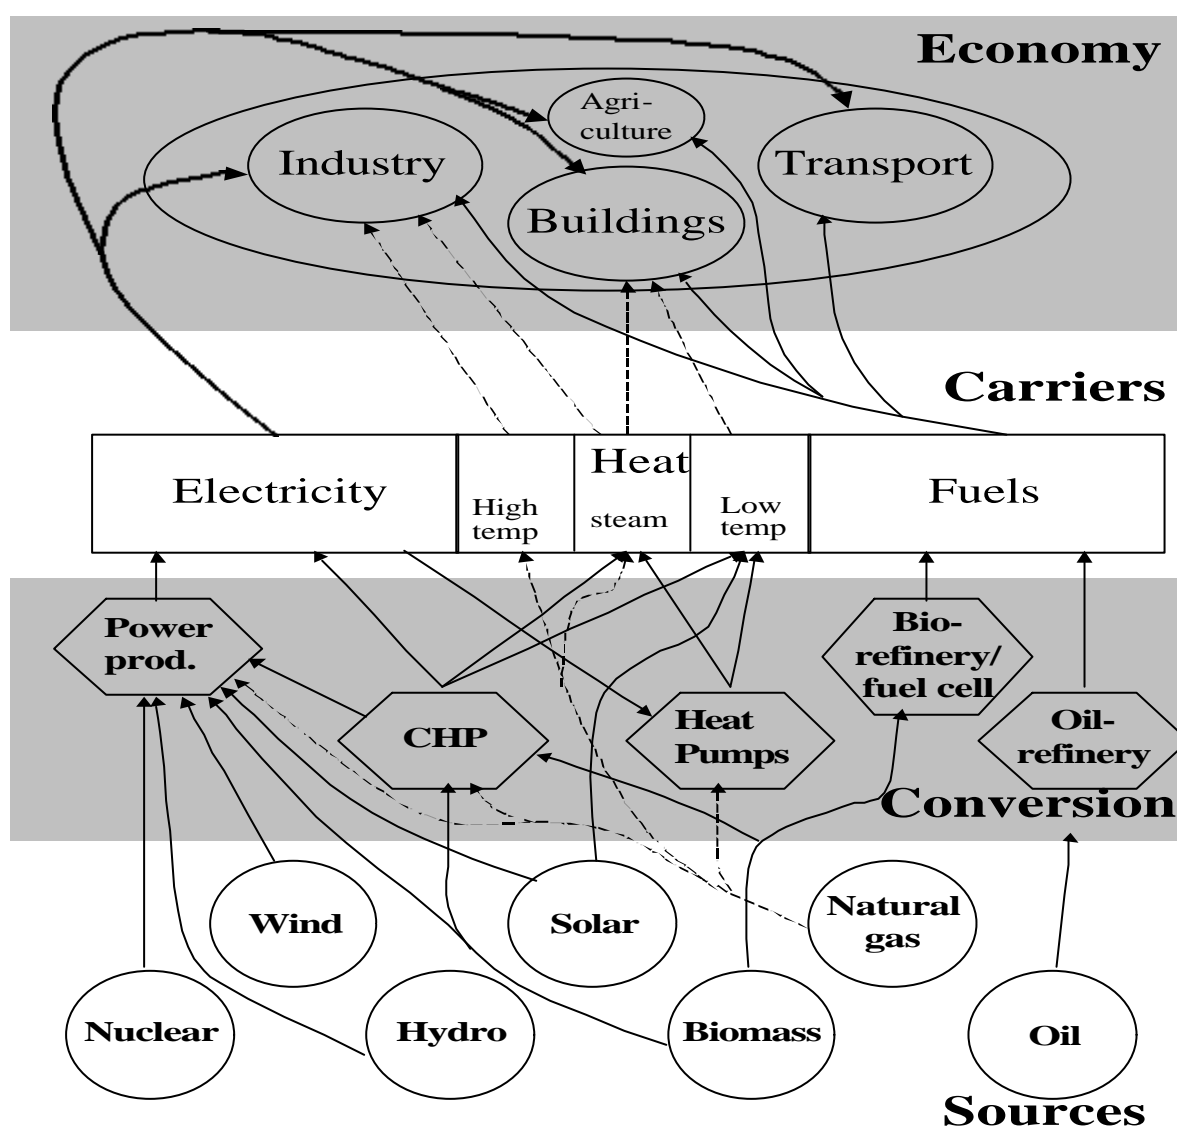 Economy
Agri-
culture
Industry
Transport
Buildings
Carriers
Heat
Electricity
High
temp
steam
Low
temp
Fuels
Power
prod.
Bio-
refinery/
fuel cell
CHP
Heat
Pumps
Oil-
refinery
Conversion
Wind
Solar
Natural
gas
Nuclear
Hydro
Biomass
Oil
Sources